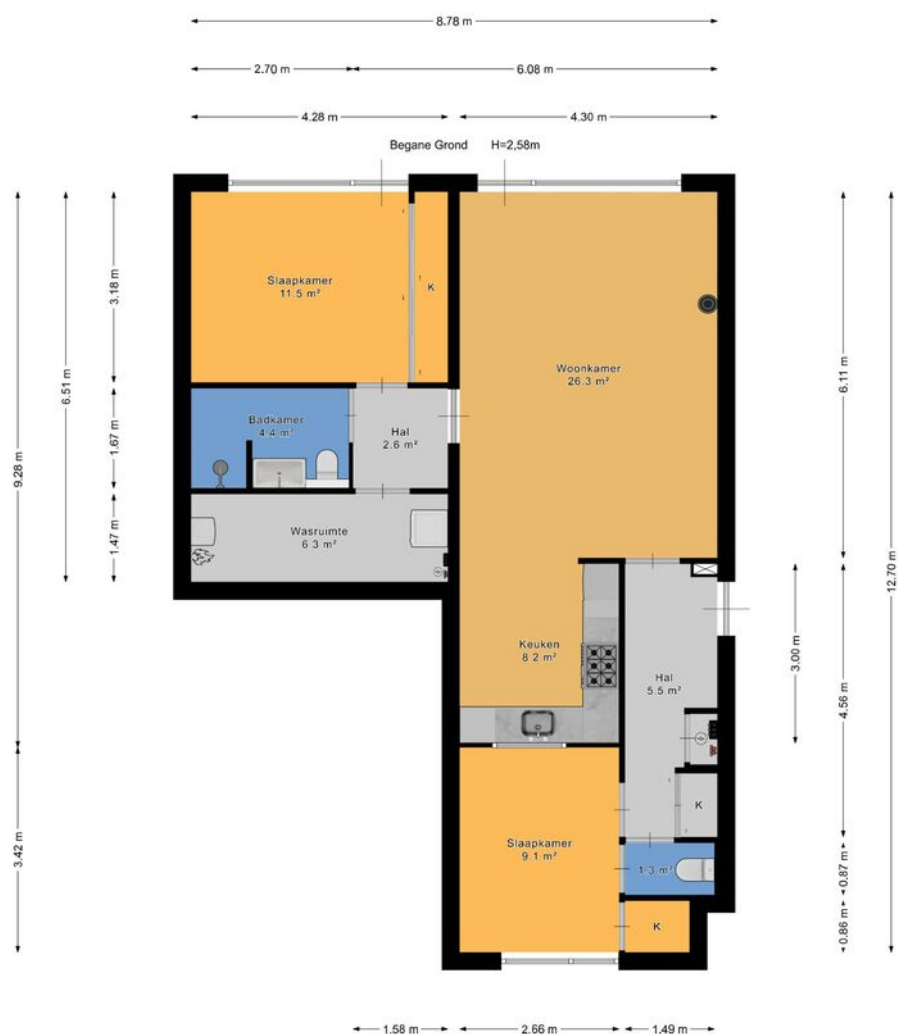 8.78 m
2.70 m
6.08 m
4.28 m
4.30 m
Begane Grond H=2,58m
Slaapkamer
11.5 m²
K
Woonkamer
26.3 m²
Badkamer
4.4 m²
Hal
2.6 m²
Wasruimte
6.3 m²
Keuken
8.2 m²
Hal
5.5 m²
K
Slaapkamer
9.1 m²
1.3 m²
K
9.28 m
3.42 m
6.51 m
3.18 m
1.67 m
1.47 m
3.00 m
6.11 m
4.56 m
0.87 m
0.86 m
12.70 m
1.58 m
2.66 m
1.49 m